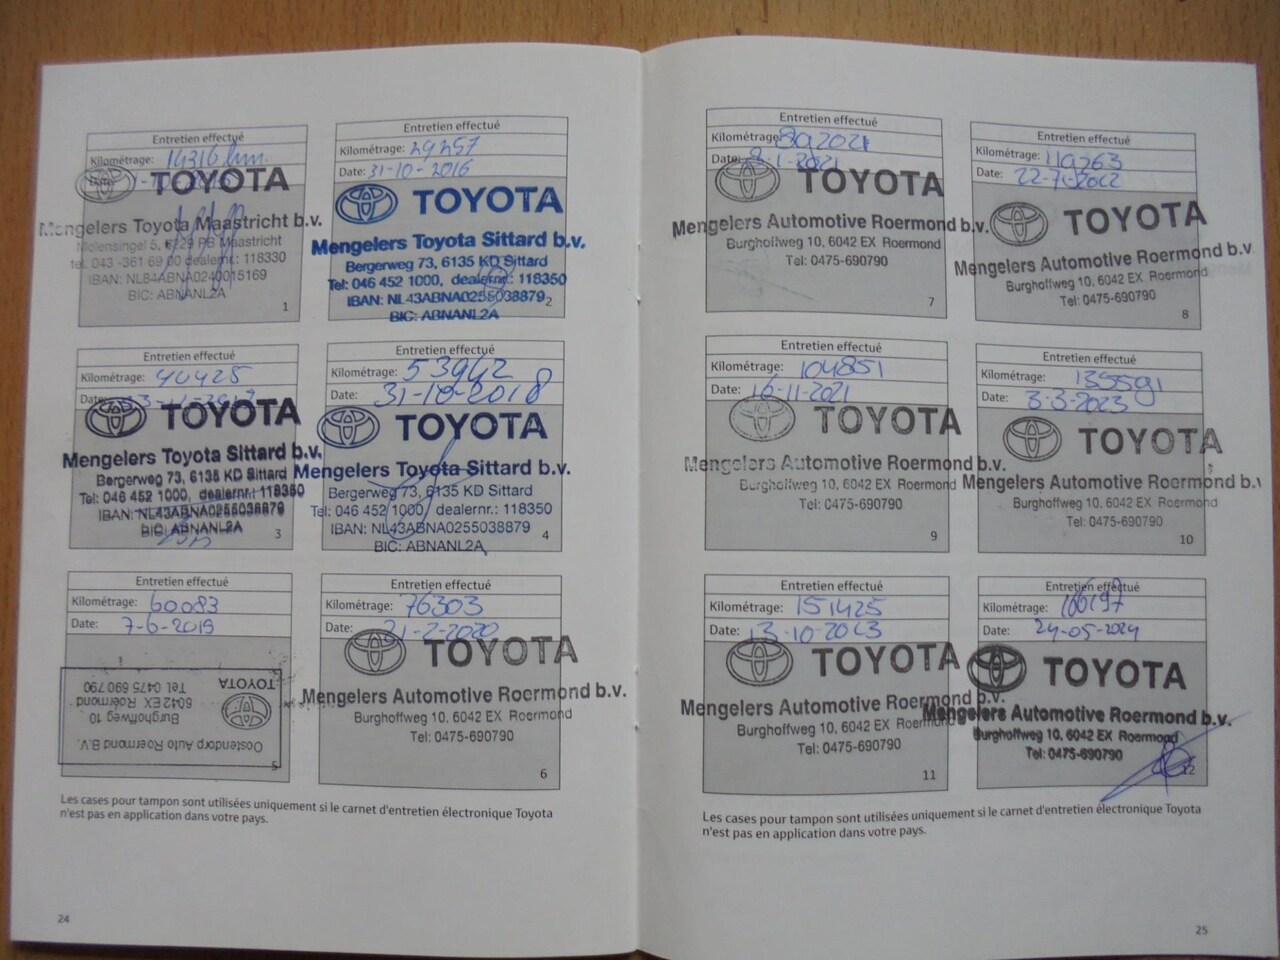 Entretien effectué
Kilométrage: 14316 km.
Date:
TOYOTA
Mengelers Toyota Maastricht b.v.
Molensingel 5, 6229 PB Maastricht
tel. 043 -361 69 00 dealernr.: 118330
IBAN: NL84ABNA0240015169
BIC: ABNANL2A
1
Entretien effectué
Kilométrage: 29257
Date: 31-10-2016
TOYOTA
Mengelers Toyota Sittard b.v.
Bergerweg 73, 6135 KD Sittard
Tel: 046 452 1000, dealernr.: 118350
IBAN: NL43ABNA0255038879
BIC: ABNANL2A
2
Entretien effectué
Kilométrage: 40425
Date:
TOYOTA
Mengelers Toyota Sittard b.v.
Bergerweg 73, 6135 KD Sittard
Tel: 046 452 1000, dealernr.: 118350
IBAN: NL43ABNA0255038879
BIC: ABNANL2A
3
Entretien effectué
Kilométrage: 53942
Date: 31-10-2018
TOYOTA
Mengelers Toyota Sittard b.v.
Bergerweg 73, 6135 KD Sittard
Tel: 046 452 1000, dealernr.: 118350
IBAN: NL43ABNA0255038879
BIC: ABNANL2A
4
Entretien effectué
Kilométrage: 60083
Date: 7-6-2019
Oostendorp Auto Roermond B.V.
Burghoffweg 10
6042 EX Roermond
Tel. 0475 690 790
TOYOTA
5
Entretien effectué
Kilométrage: 76303
Date: 21-2-2020
TOYOTA
Mengelers Automotive Roermond b.v.
Burghoffweg 10, 6042 EX Roermond
Tel: 0475-690790
6
Les cases pour tampon sont utilisées uniquement si le carnet d'entretien électronique Toyota
n'est pas en application dans votre pays.
24
Entretien effectué
Kilométrage:
Date: 8-1-2021
TOYOTA
Mengelers Automotive Roermond b.v.
Burghoffweg 10, 6042 EX Roermond
Tel: 0475-690790
7
Entretien effectué
Kilométrage: 119263
Date: 22-7-2022
TOYOTA
Mengelers Automotive Roermond b.v.
Burghoffweg 10, 6042 EX Roermond
Tel: 0475-690790
8
Entretien effectué
Kilométrage: 104851
Date: 16-11-2021
TOYOTA
Mengelers Automotive Roermond b.v.
Burghoffweg 10, 6042 EX Roermond
Tel: 0475-690790
9
Entretien effectué
Kilométrage: 135591
Date: 3-3-2023
TOYOTA
Mengelers Automotive Roermond b.v.
Burghoffweg 10, 6042 EX Roermond
Tel: 0475-690790
10
Entretien effectué
Kilométrage: 151425
Date: 13-10-2023
TOYOTA
Mengelers Automotive Roermond b.v.
Burghoffweg 10, 6042 EX Roermond
Tel: 0475-690790
11
Entretien effectué
Kilométrage: 166197
Date: 24-05-2024
TOYOTA
Mengelers Automotive Roermond b.v.
Burghoffweg 10, 6042 EX Roermond
Tel: 0475-690790
12
Les cases pour tampon sont utilisées uniquement si le carnet d'entretien électronique Toyota
n'est pas en application dans votre pays.
25